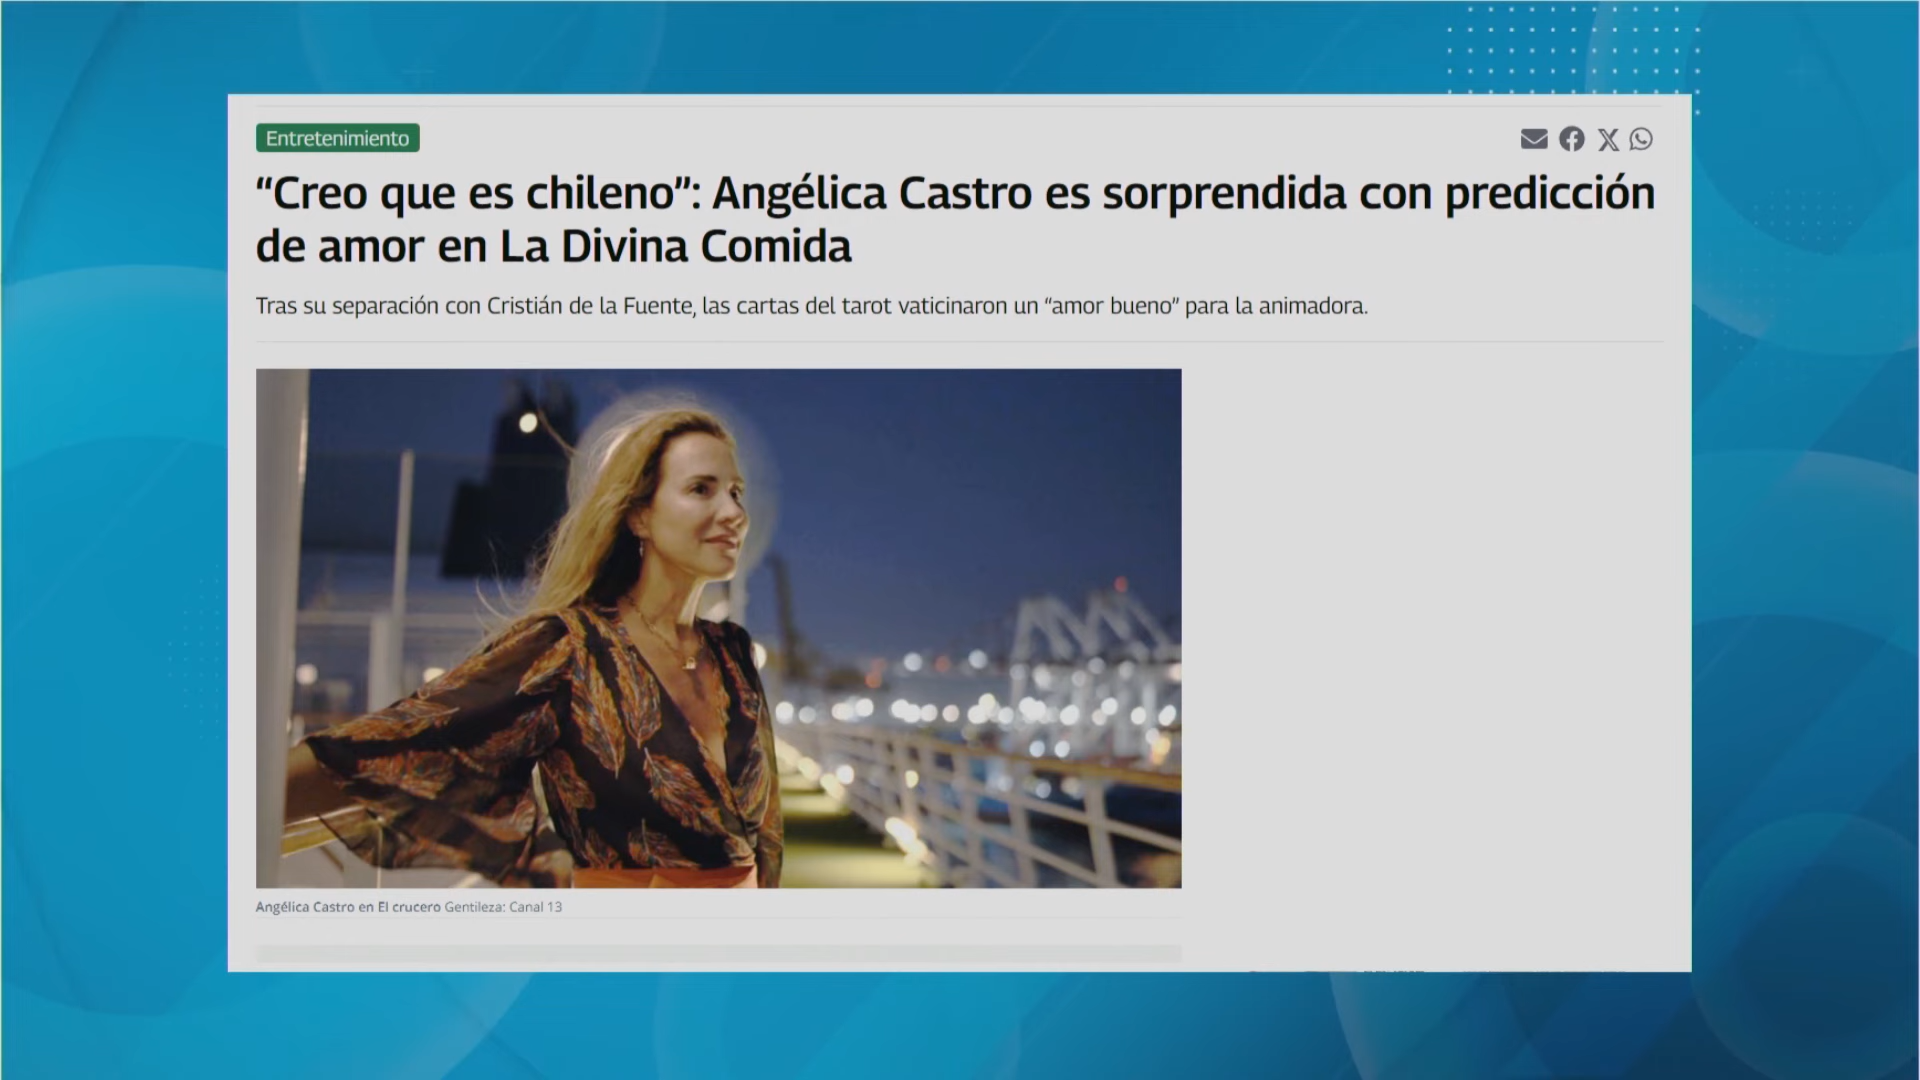 Entretenimiento
“Creo que es chileno”: Angélica Castro es sorprendida con predicción
de amor en La Divina Comida
Tras su separación con Cristián de la Fuente, las cartas del tarot vaticinaron un “amor bueno” para la animadora.
Angélica Castro en El crucero Gentileza: Canal 13